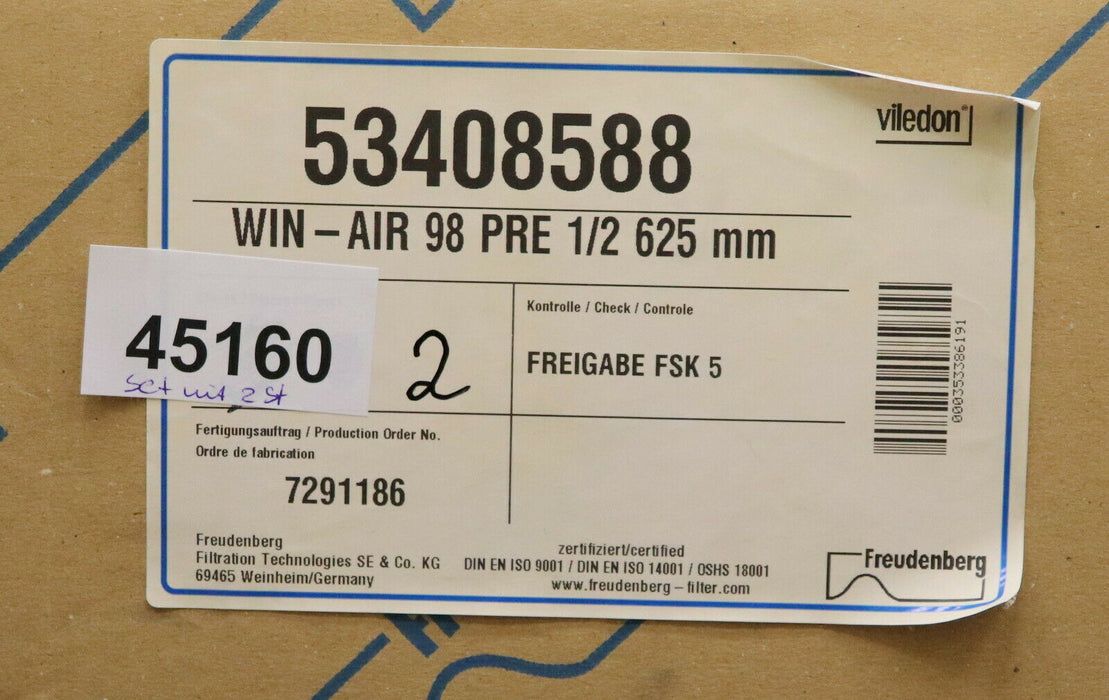 53408588
viledon®
WIN – AIR 98 PRE 1/2 625 mm
45160
Set mit 2 St
2
Kontrolle / Check / Controle
FREIGABE FSK 5
000353386191
Fertigungsauftrag / Production Order No.
Ordre de fabrication
7291186
Freudenberg
Filtration Technologies SE & Co. KG
69465 Weinheim/Germany
zertifiziert/certified
DIN EN ISO 9001 / DIN EN ISO 14001 / OSHS 18001
www.freudenberg – filter.com
Freudenberg